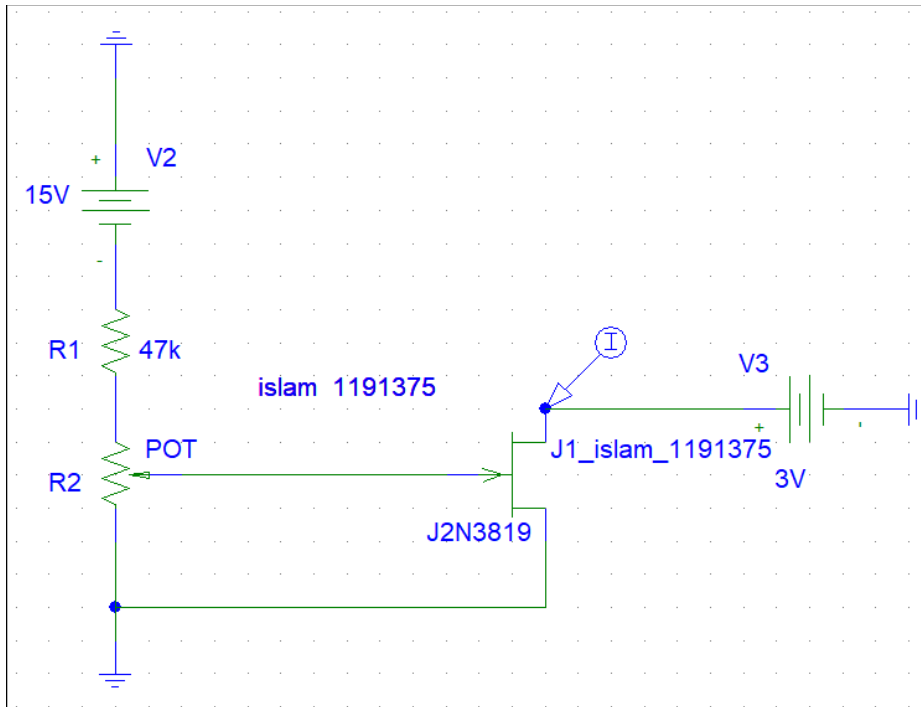 +
V2
15V
-
R1
47k
islam 1191375
I
V3
POT
R2
+
-
J1_islam_1191375
3V
J2N3819